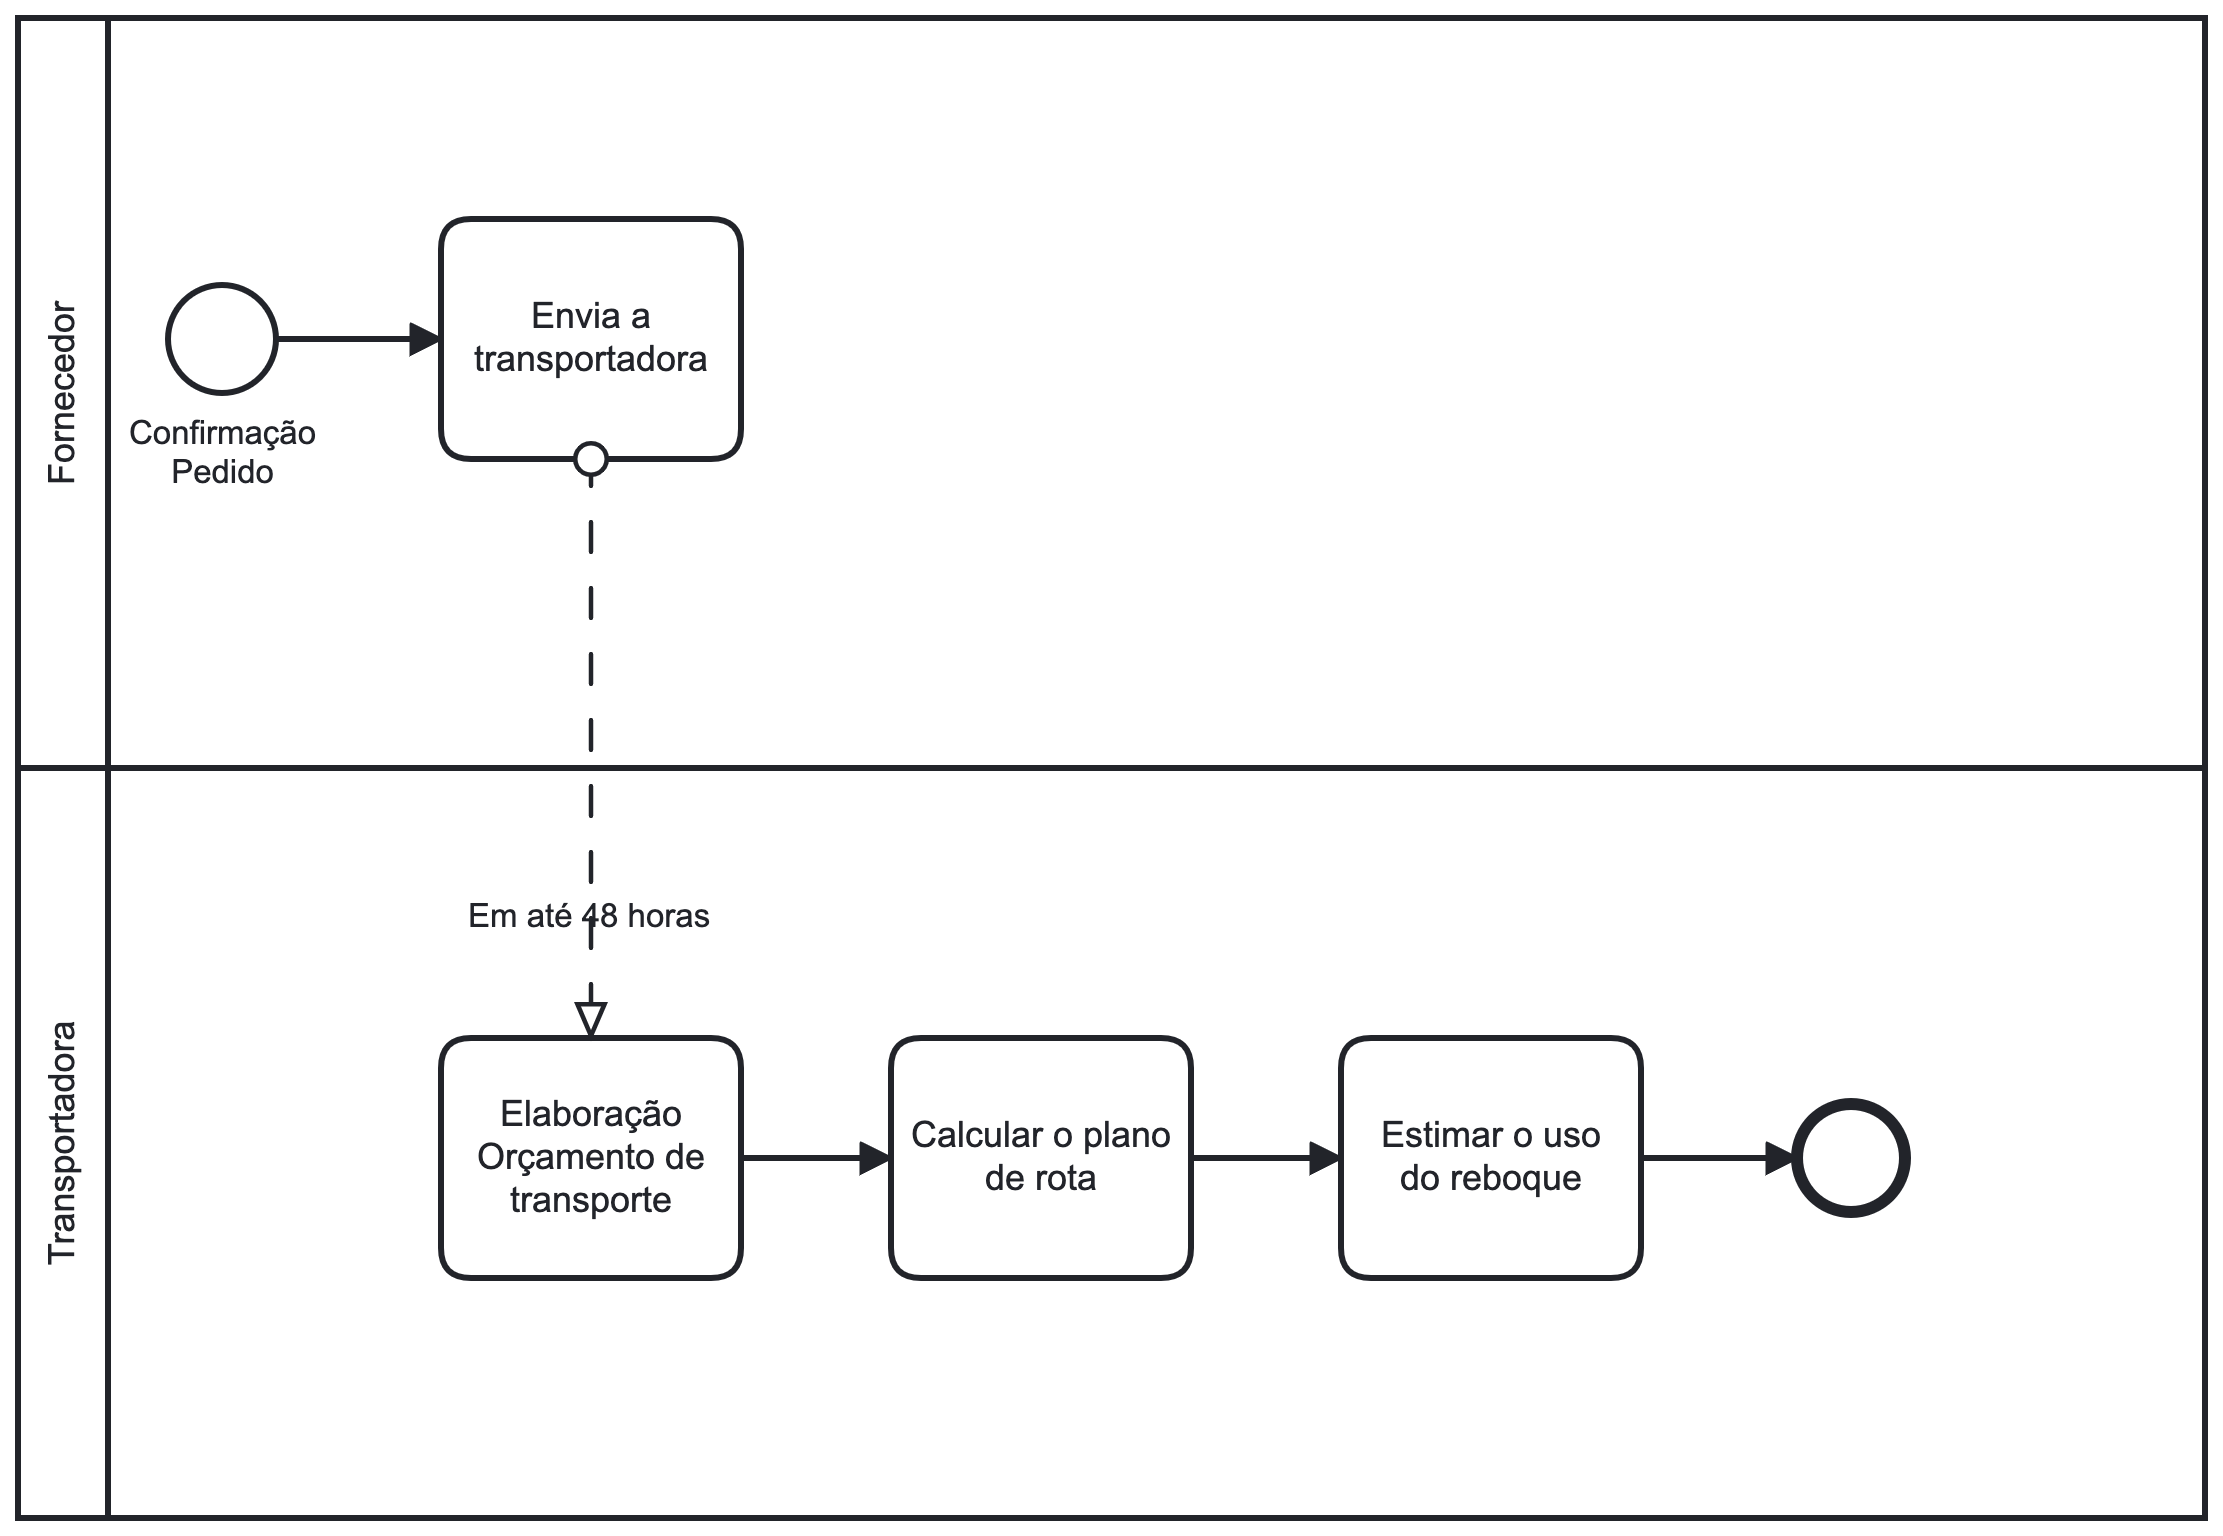 Fornecedor
Confirmação
Pedido
Envia a
transportadora
Transportadora
Em até 48 horas
Elaboração
Orçamento de
transporte
Calcular o plano
de rota
Estimar o uso
do reboque